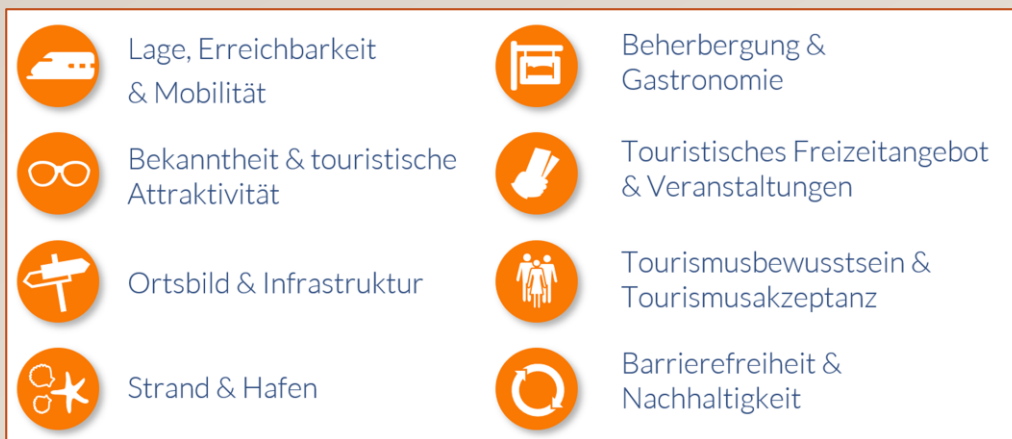 Lage, Erreichbarkeit
& Mobilität
Bekanntheit & touristische
Attraktivität
Ortsbild & Infrastruktur
Strand & Hafen
Beherbergung &
Gastronomie
Touristisches Freizeitangebot
& Veranstaltungen
Tourismusbewusstsein &
Tourismusakzeptanz
Barrierefreiheit &
Nachhaltigkeit